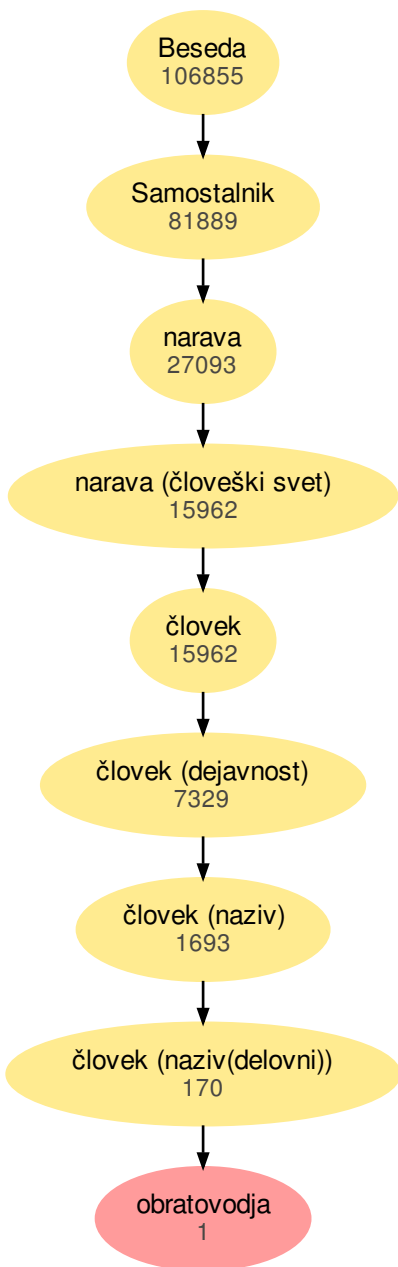 Beseda
106855
Samostalnik
81889
narava
27093
narava (človeški svet)
15962
človek
15962
človek (dejavnost)
7329
človek (naziv)
1693
človek (naziv(delovni))
170
obratovodja
1